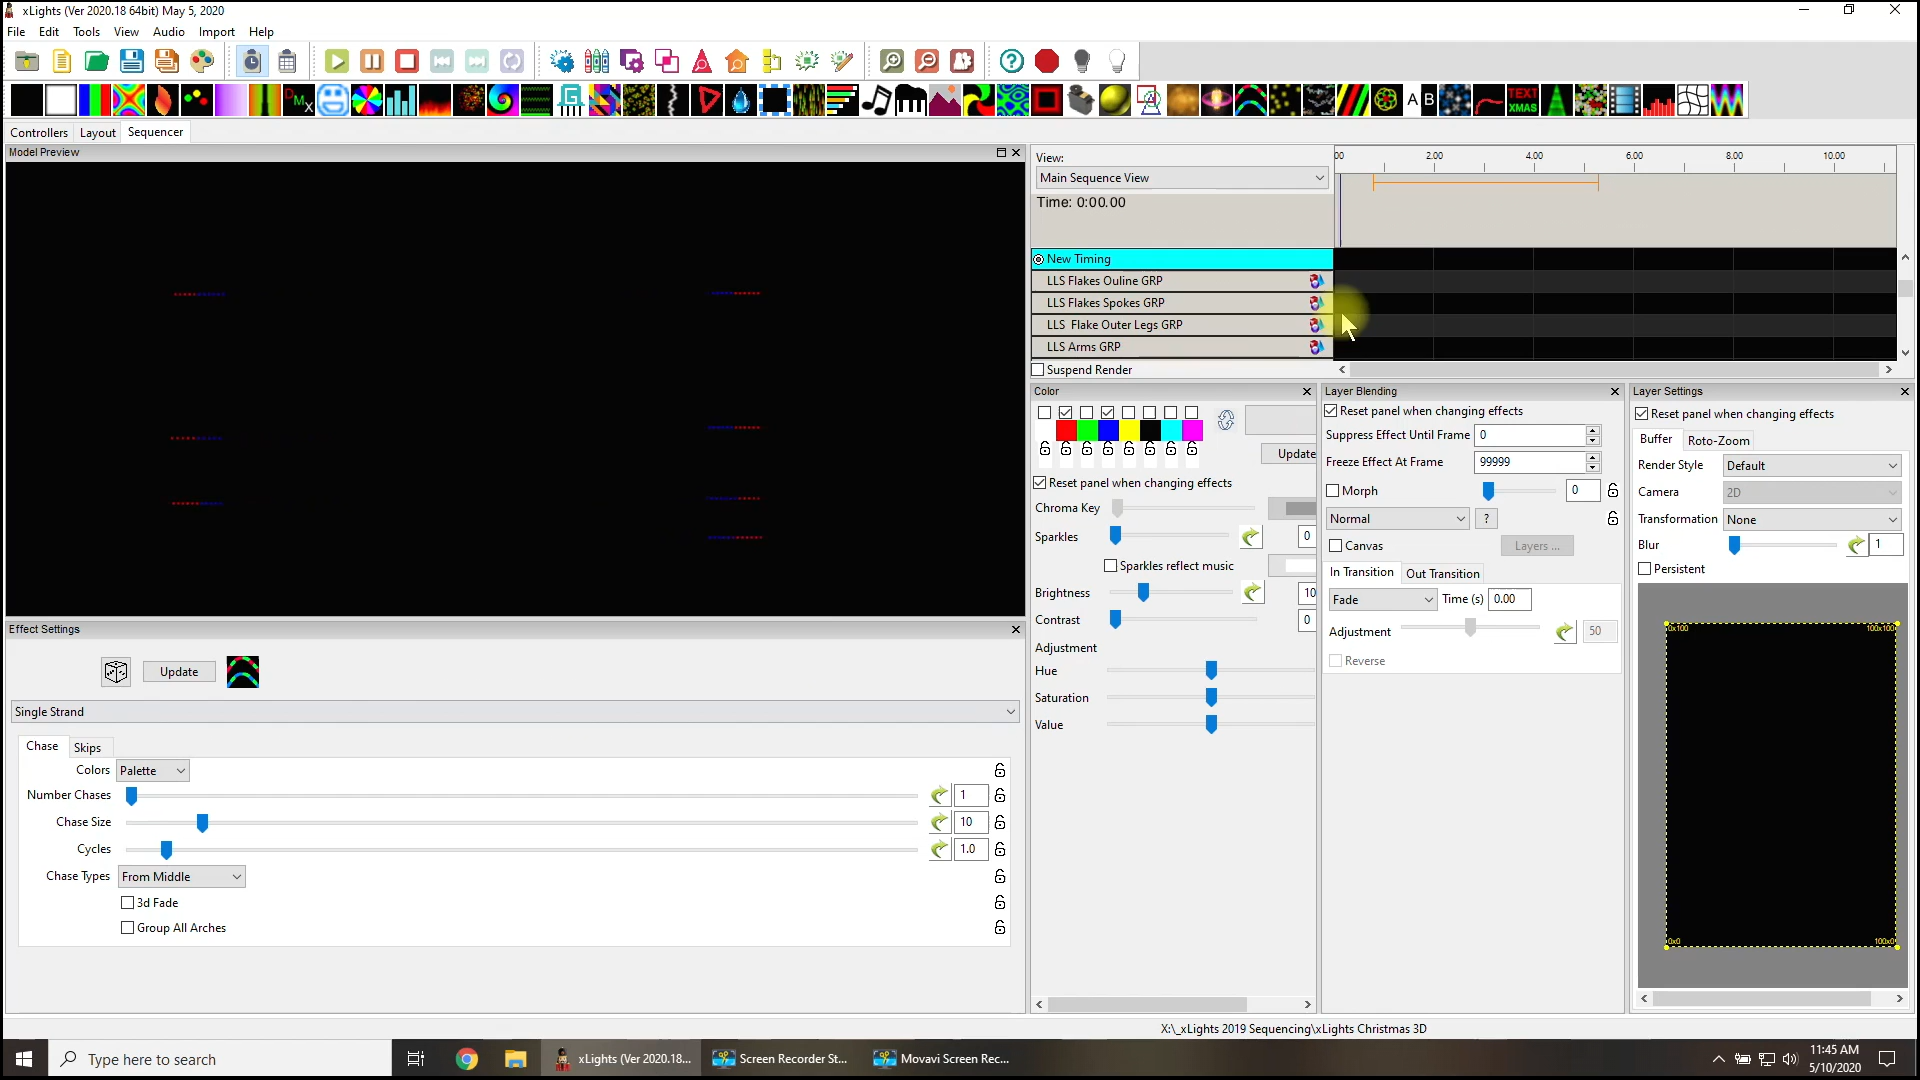 xLights (Ver 2020.18 64bit) May 5, 2020
File Edit Tools View Audio Import Help
DMX
A B
TEXT XMAS
Controllers Layout Sequencer
Model Preview
View:
Main Sequence View
Time: 0:00.00
00 2.00 4.00 6.00 8.00 10.00
New Timing
LLS Flakes Ouline GRP
LLS Flakes Spokes GRP
LLS Flake Outer Legs GRP
LLS Arms GRP
Suspend Render
Color
Update
Reset panel when changing effects
Chroma Key
Sparkles 0
Sparkles reflect music
Brightness 10
Contrast 0
Adjustment
Hue
Saturation
Value
Layer Blending
Reset panel when changing effects
Suppress Effect Until Frame 0
Freeze Effect At Frame 99999
Morph 0
Normal ?
Canvas Layers ...
In Transition Out Transition
Fade Time (s) 0.00
Adjustment 50
Reverse
Layer Settings
Reset panel when changing effects
Buffer Roto-Zoom
Render Style Default
Camera 2D
Transformation None
Blur 1
Persistent
0x100 100x100
0x0 100x0
Effect Settings
Update
Single Strand
Chase Skips
Colors Palette
Number Chases 1
Chase Size 10
Cycles 1.0
Chase Types From Middle
3d Fade
Group All Arches
X:\_xLights 2019 Sequencing\xLights Christmas 3D
Type here to search
xLights (Ver 2020.18...
Screen Recorder St...
Movavi Screen Rec...
11:45 AM
5/10/2020